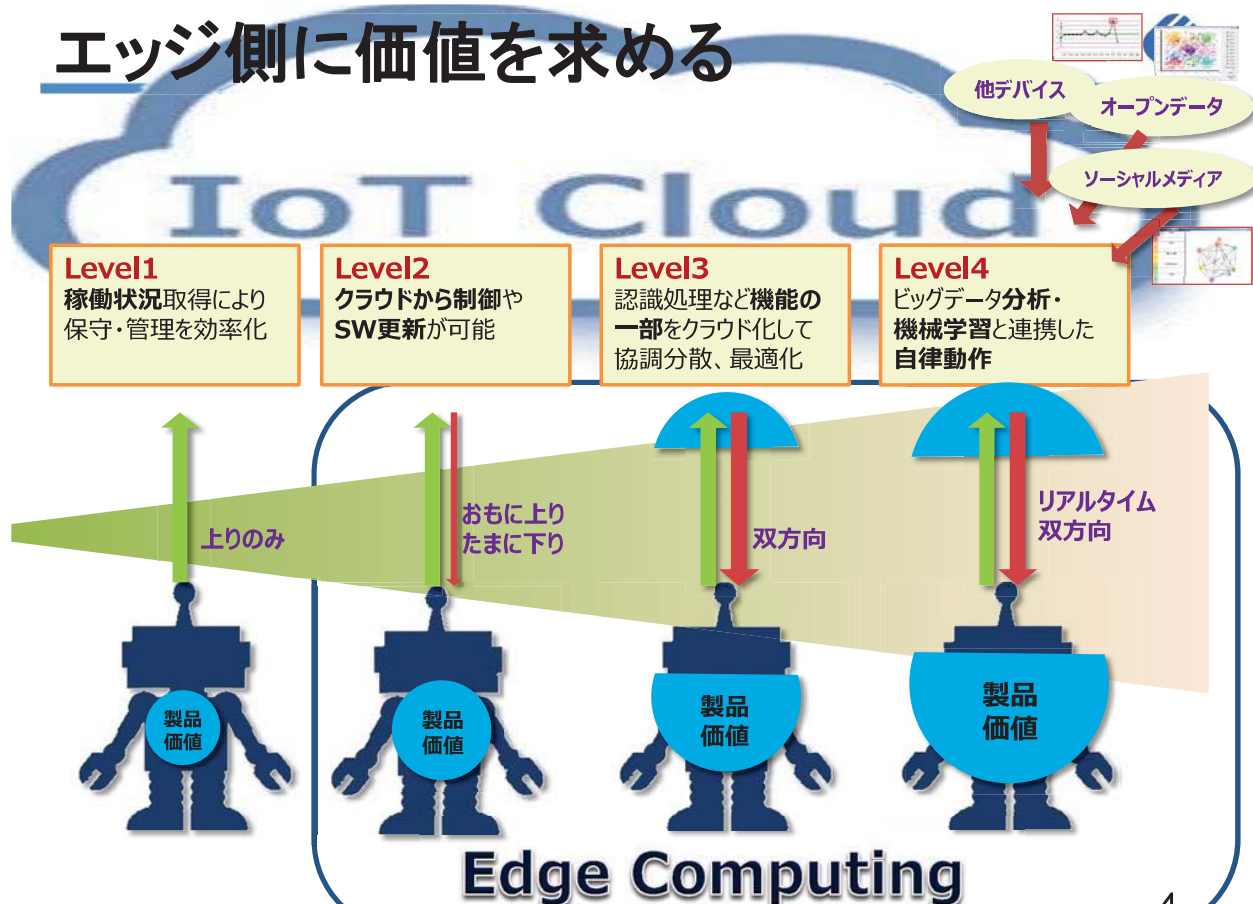 エッジ側に価値を求める
他デバイス
オープンデータ
ソーシャルメディア
IoT Cloud
Level1
稼働状況取得により
保守・管理を効率化
Level2
クラウドから制御や
SW更新が可能
Level3
認識処理など機能の
一部をクラウド化して
協調分散、最適化
Level4
ビッグデータ分析・
機械学習と連携した
自律動作
上りのみ
おもに上り
たまに下り
双方向
リアルタイム
双方向
製品
価値
製品
価値
製品
価値
製品
価値
Edge Computing
4